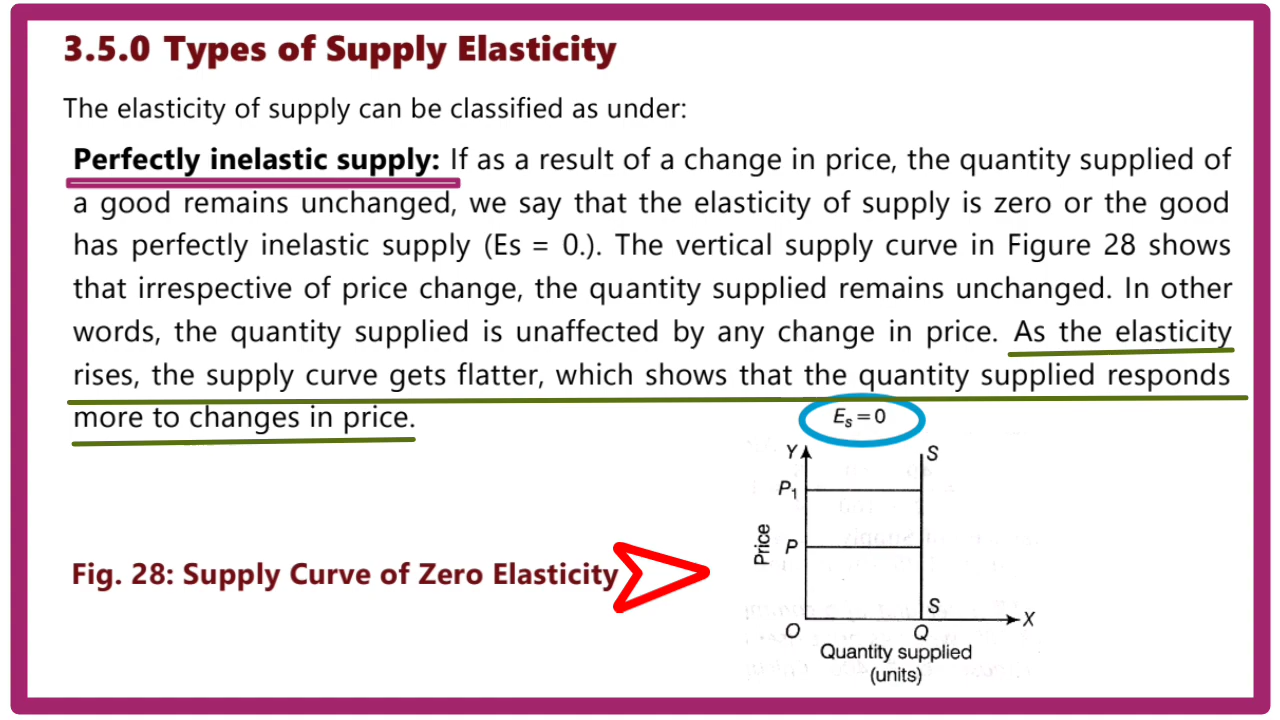 3.5.0 Types of Supply Elasticity
The elasticity of supply can be classified as under:
Perfectly inelastic supply: If as a result of a change in price, the quantity supplied of
a good remains unchanged, we say that the elasticity of supply is zero or the good
has perfectly inelastic supply (Es = 0.). The vertical supply curve in Figure 28 shows
that irrespective of price change, the quantity supplied remains unchanged. In other
words, the quantity supplied is unaffected by any change in price. As the elasticity
rises, the supply curve gets flatter, which shows that the quantity supplied responds
more to changes in price.
Es = 0
Y
S
P1
Price
P
Fig. 28: Supply Curve of Zero Elasticity
S
O
Q
X
Quantity supplied
(units)